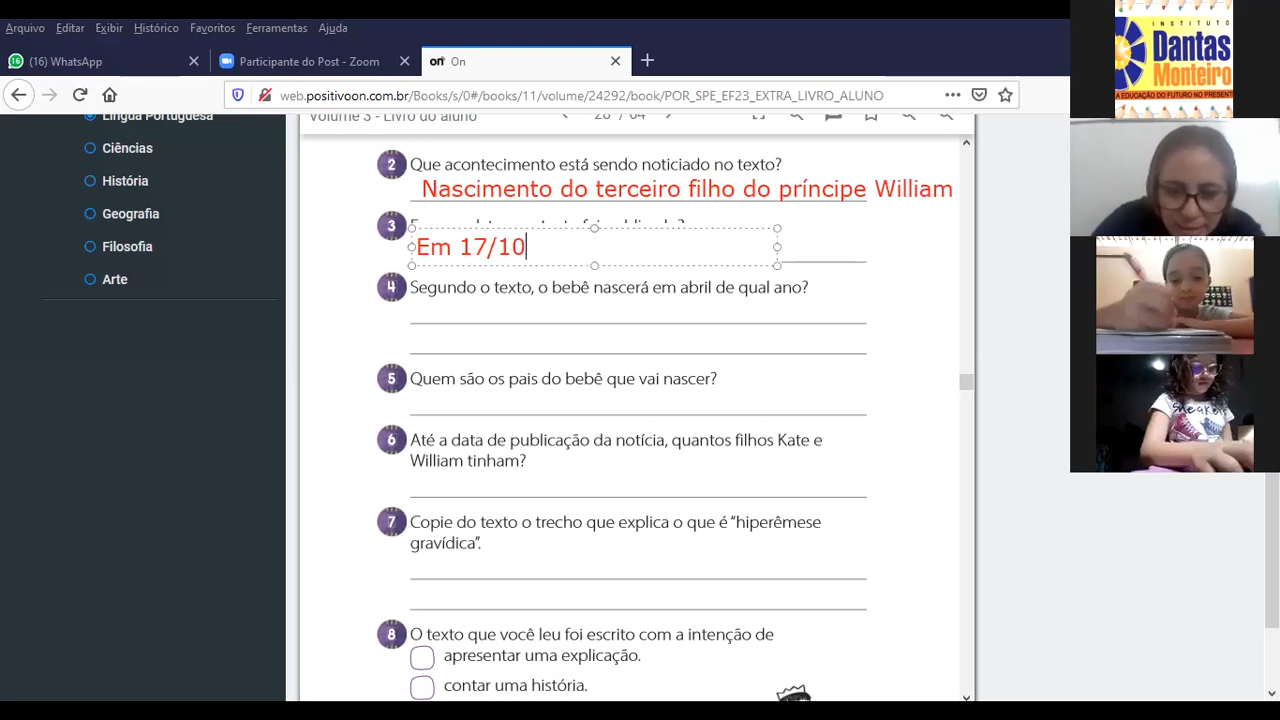 Arquivo Editar Exibir Histórico Favoritos Ferramentas Ajuda
(16) WhatsApp
Participante do Post - Zoom
on On
web.positivoon.com.br/
1/volume/24292/book/POR_SPE_EF23_EXTRA_LIVRO_ALUNO
Língua Portuguesa
Ciências
História
Geografia
Filosofia
Arte
Volume 3 - Livro do aluno
2 Que acontecimento está sendo noticiado no texto?
Nascimento do terceiro filho do príncipe William
3
Em 17/10
4 Segundo o texto, o bebê nascerá em abril de qual ano?
5 Quem são os pais do bebê que vai nascer?
6 Até a data de publicação da notícia, quantos filhos Kate e
William tinham?
7 Copie do texto o trecho que explica o que é “hiperêmese
gravídica”.
8 O texto que você leu foi escrito com a intenção de
apresentar uma explicação.
contar uma história.
INSTITUTO
Dantas
Monteiro
A EDUCAÇÃO DO FUTURO NO PRESENT